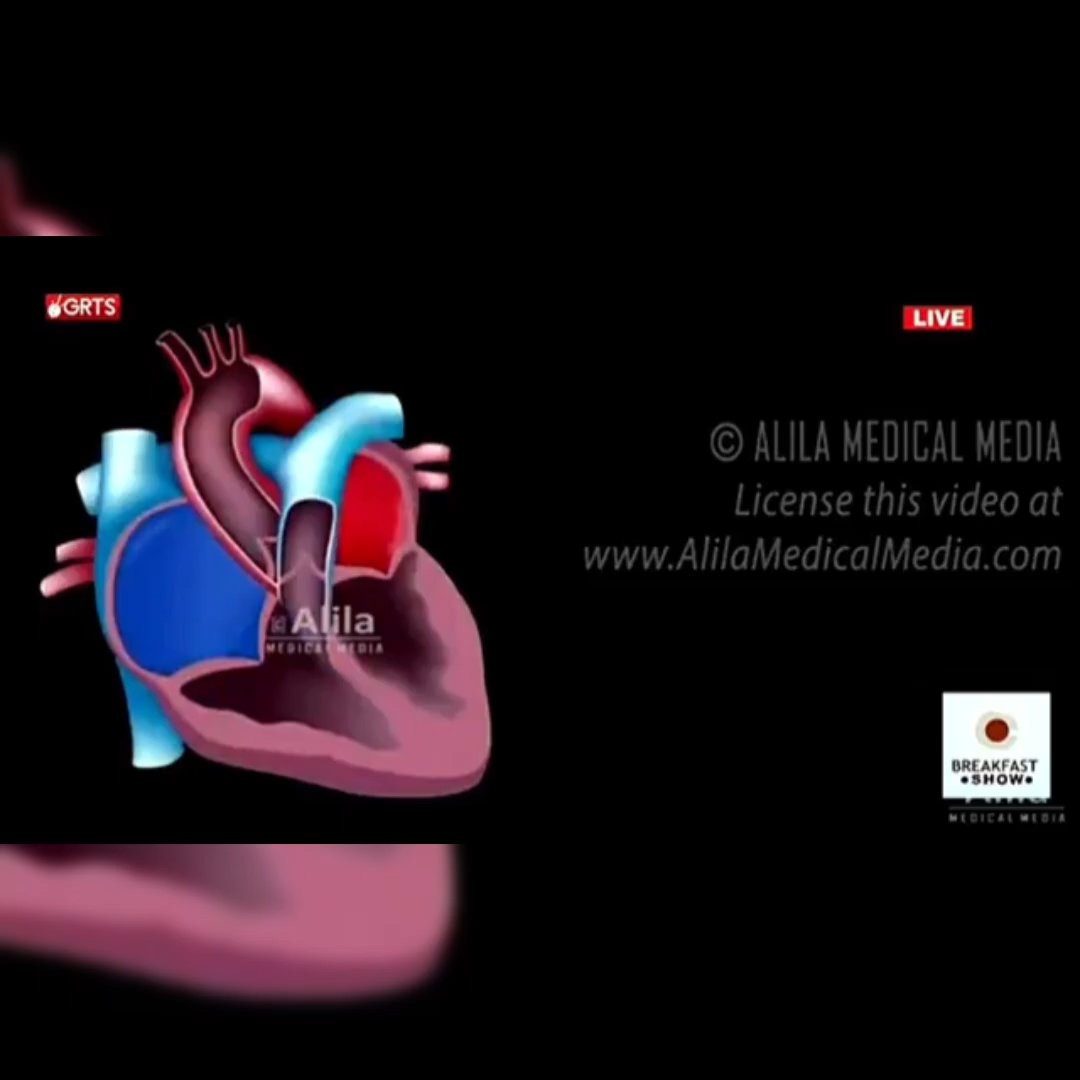 GRTS
LIVE
© ALILA MEDICAL MEDIA
License this video at
www.AlilaMedicalMedia.com
Alila
MEDICAL MEDIA
BREAKFAST
•SHOW•
Alila
MEDICAL MEDIA